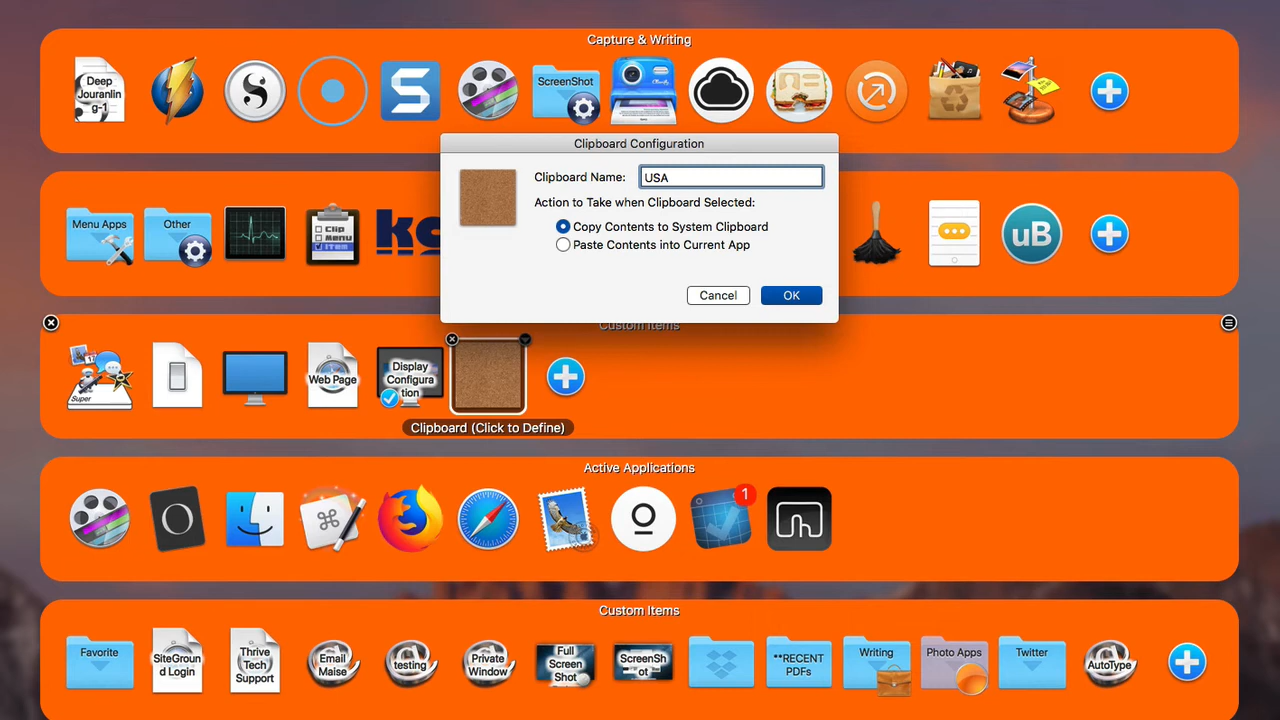 Capture & Writing
Deep
Jouranlin
g-1
S
S
ScreenShot
Clipboard Configuration
Clipboard Name: USA
Action to Take when Clipboard Selected:
Copy Contents to System Clipboard
Paste Contents into Current App
Cancel OK
Menu Apps
Other
Clip
Menu
Item
uB
Custom Items
Super
Web Page
Display
Configura
tion
Clipboard (Click to Define)
Active Applications
1
Custom Items
Favorite
SiteGroun
d Login
Thrive
Tech
Support
Email
Maise
testing
Private
Window
Full
Screen
Shot
ScreenSh
ot
**RECENT
PDFs
Writing
Photo Apps
Twitter
AutoType